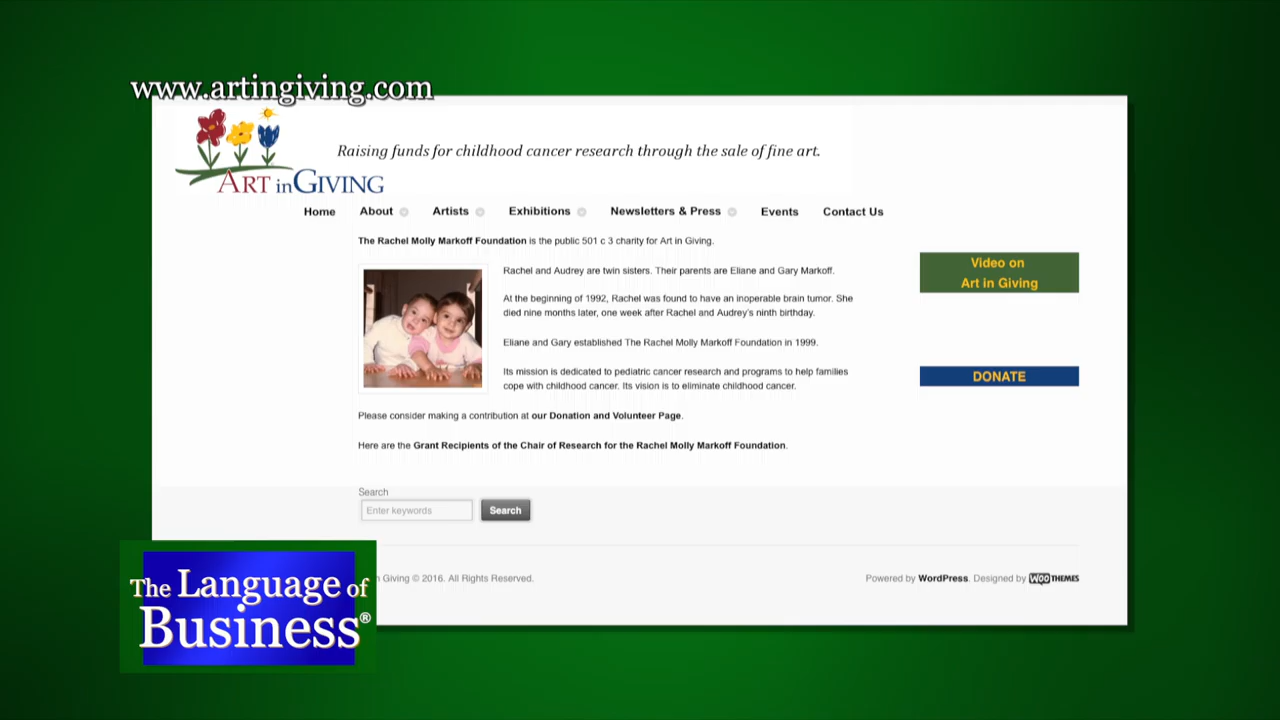 www.artingiving.com
ART in GIVING
Raising funds for childhood cancer research through the sale of fine art.
Home About Artists Exhibitions Newsletters & Press Events Contact Us
The Rachel Molly Markoff Foundation is the public 501 c 3 charity for Art in Giving.
Rachel and Audrey are twin sisters. Their parents are Eliane and Gary Markoff.
At the beginning of 1992, Rachel was found to have an inoperable brain tumor. She
died nine months later, one week after Rachel and Audrey's ninth birthday.
Eliane and Gary established The Rachel Molly Markoff Foundation in 1999.
Its mission is dedicated to pediatric cancer research and programs to help families
cope with childhood cancer. Its vision is to eliminate childhood cancer.
Please consider making a contribution at our Donation and Volunteer Page.
Here are the Grant Recipients of the Chair of Research for the Rachel Molly Markoff Foundation.
Video on
Art in Giving
DONATE
Search
Enter keywords Search
n Giving © 2016. All Rights Reserved.
Powered by WordPress. Designed by WOOTHEMES
The Language of
Business®